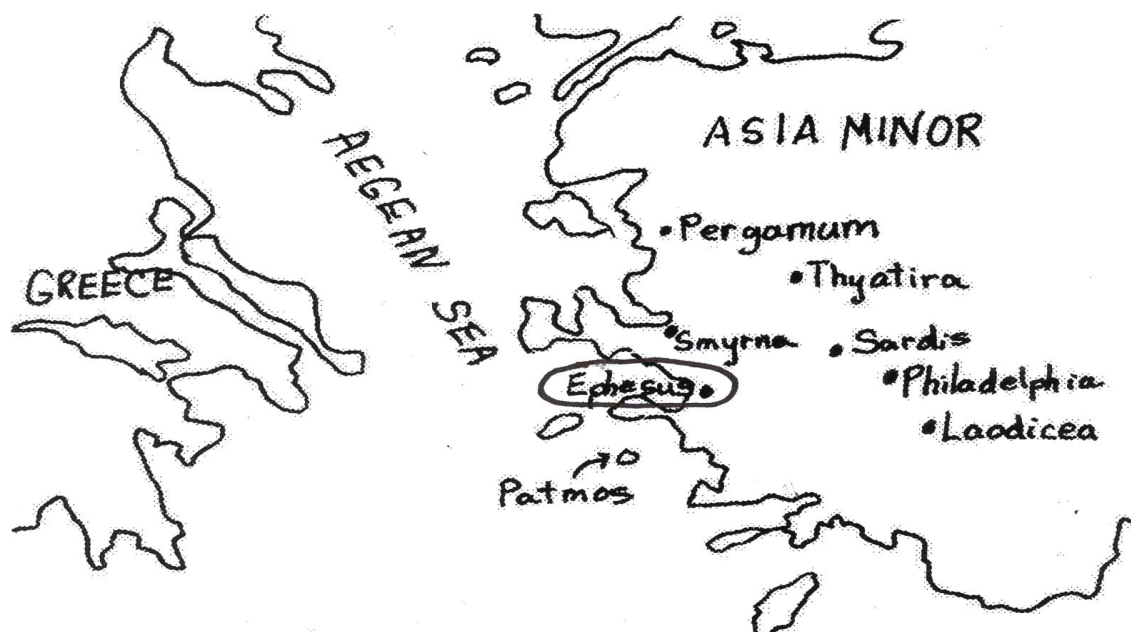 ASIA MINOR
AEGEAN SEA
Pergamum
Thyatira
GREECE
Smyrna
Sardis
Ephesus
Philadelphia
Laodicea
Patmos